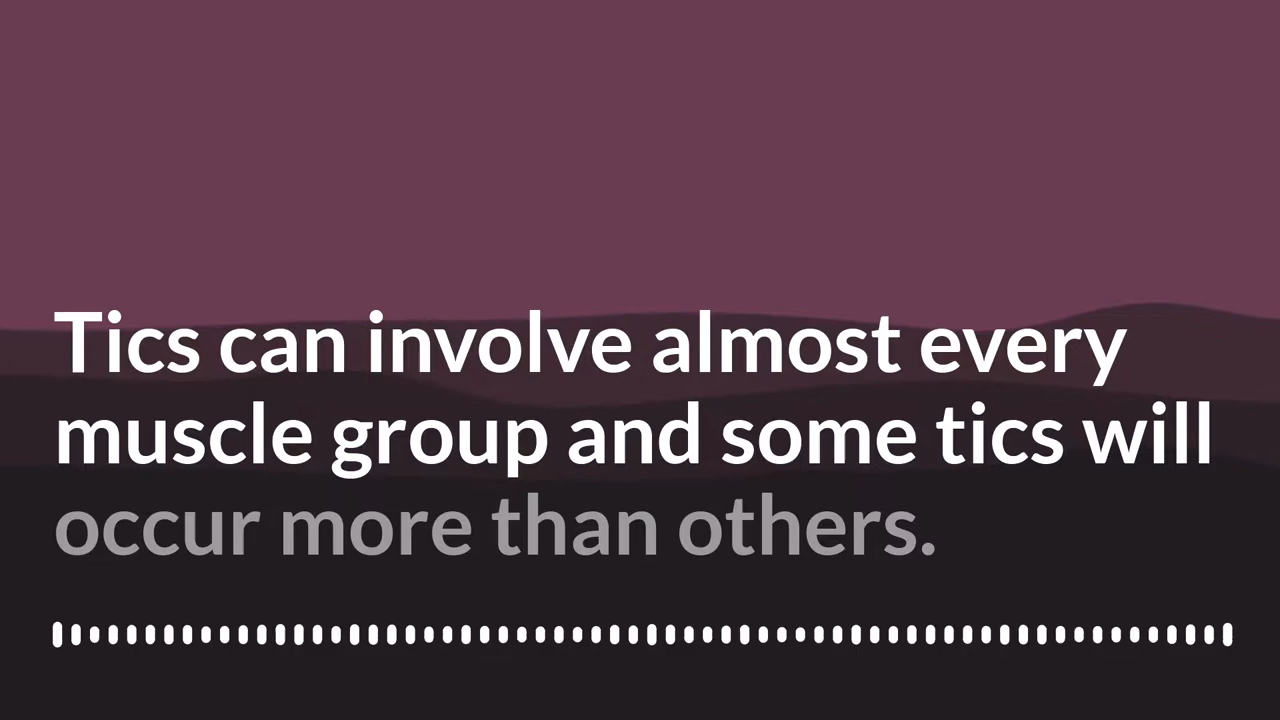 Tics can involve almost every
muscle group and some tics will
occur more than others.